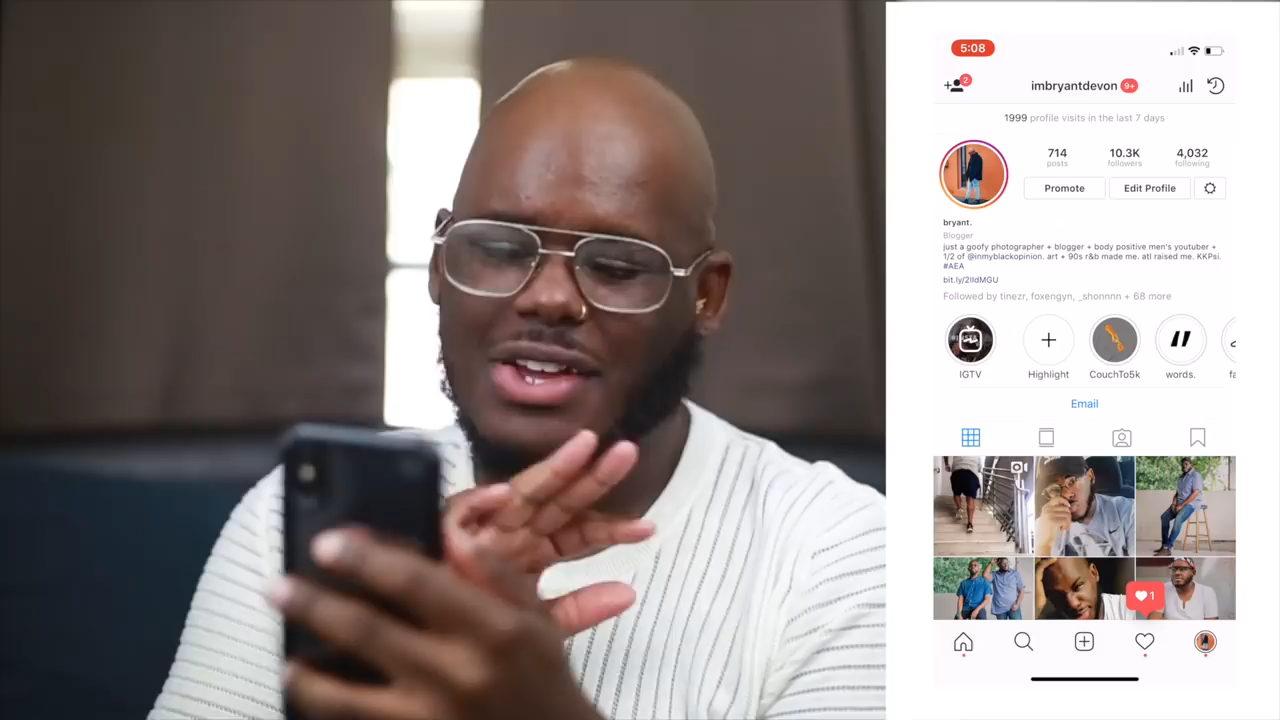 5:08
2
imbryantdevon 9+
1999 profile visits in the last 7 days
714 10.3K 4,032
posts followers following
Promote Edit Profile
bryant.
Blogger
just a goofy photographer + blogger + body positive men's youtuber +
1/2 of @inmyblackopinion. art + 90s r&b made me. atl raised me. KKPsi.
#AEA
bit.ly/2IIdMGU
Followed by tinezr, foxengyn, _shonnnn + 68 more
IGTV Highlight CouchTo5k words. fa
Email
1